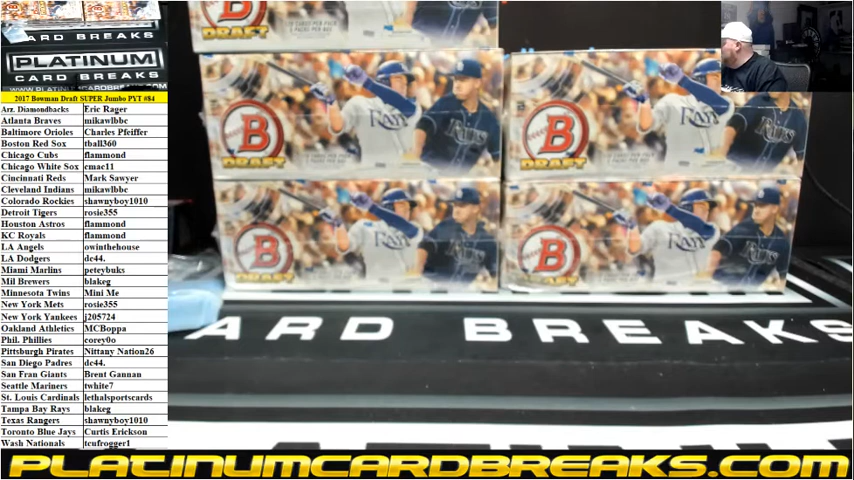 CARD BREAKS
PLATINUM
CARD BREAKS
2017 Bowman Draft SUPER Jumbo PYT #84
Arz. Diamondbacks Eric Rager
Atlanta Braves mikawlbbc
Baltimore Orioles Charles Pfeiffer
Boston Red Sox tball360
Chicago Cubs flammond
Chicago White Sox cmac11
Cincinnati Reds Mark Sawyer
Cleveland Indians mikawlbbc
Colorado Rockies shawnyboy1010
Detroit Tigers rosie355
Houston Astros flammond
KC Royals flammond
LA Angels owinthehouse
LA Dodgers dc44.
Miami Marlins peteybuks
Mil Brewers blakeg
Minnesota Twins Mini Me
New York Mets rosie355
New York Yankees j205724
Oakland Athletics MCBoppa
Phil. Phillies corey0o
Pittsburgh Pirates Nittany Nation26
San Diego Padres dc44.
San Fran Giants Brent Gannan
Seattle Mariners twhite7
St. Louis Cardinals lethalsportscards
Tampa Bay Rays blakeg
Texas Rangers shawnyboy1010
Toronto Blue Jays Curtis Erickson
Wash Nationals tcufrogger1
B
DRAFT
B
DRAFT
RAYS
B
DRAFT
RAYS
B
DRAFT
RAYS
B
DRAFT
RAYS
ARD BREAKS
PLATINUMCARDBREAKS.COM